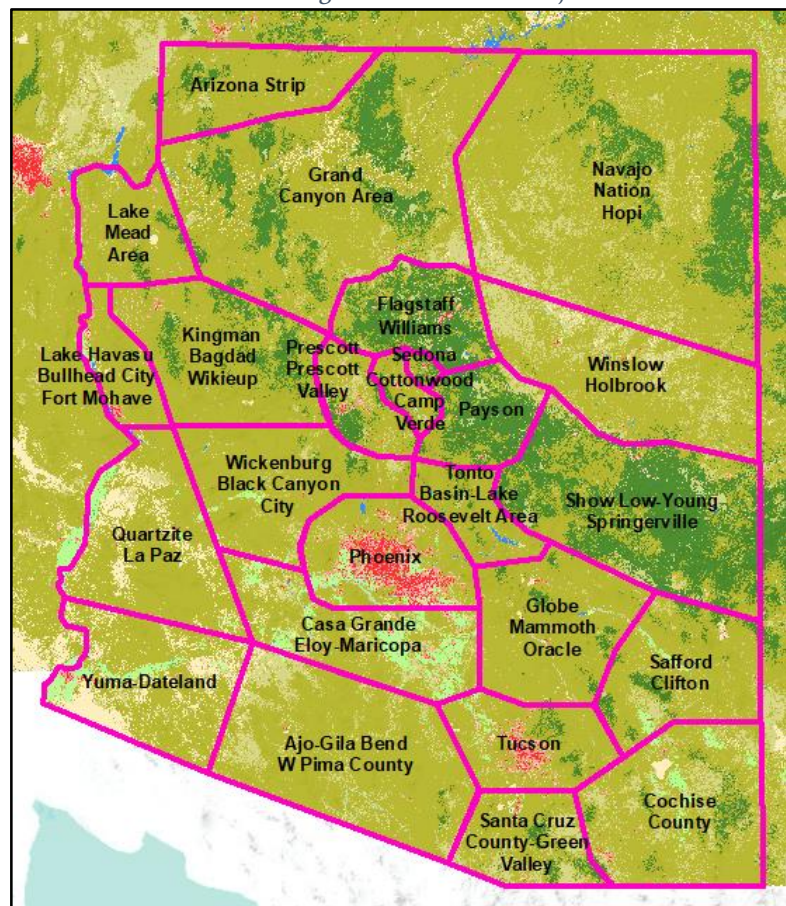 Arizona Strip
Grand
Canyon Area
Navajo
Nation
Hopi
Lake
Mead
Area
Flagstaff
Williams
Kingman
Bagdad
Wikieup
Prescott
Prescott
Valley
Sedona
Cottonwood
Camp
Verde
Winslow
Holbrook
Lake Havasu
Bullhead City
Fort Mohave
Payson
Wickenburg
Black Canyon
City
Tonto
Basin-Lake
Roosevelt Area
Show Low-Young
Springerville
Quartzite
La Paz
Phoenix
Globe
Mammoth
Oracle
Casa Grande
Eloy-Maricopa
Safford
Clifton
Yuma-Dateland
Ajo-Gila Bend
W Pima County
Tucson
Cochise
County
Santa Cruz
County-Green
Valley